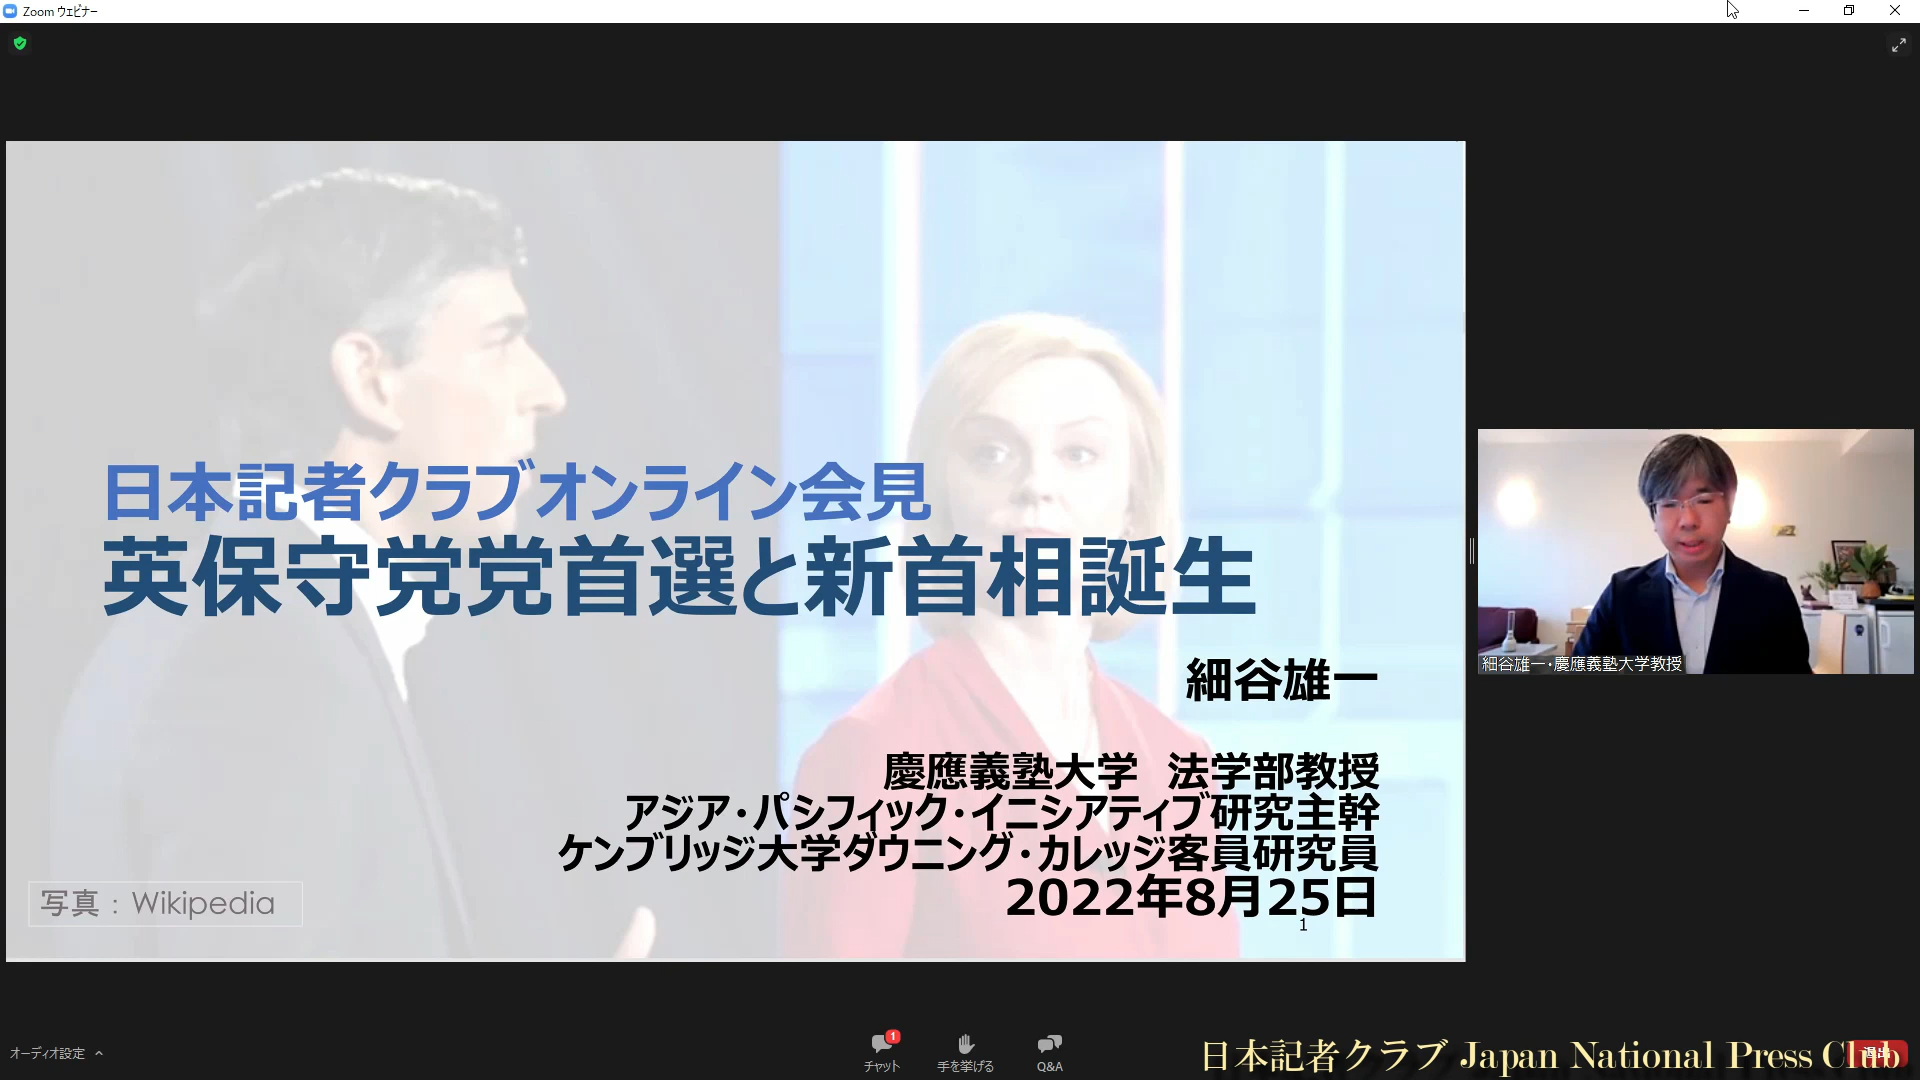 Zoom ウェビナー
日本記者クラブオンライン会見
英保守党党首選と新首相誕生
細谷雄一
慶應義塾大学 法学部教授
アジア・パシフィック・イニシアティブ研究主幹
ケンブリッジ大学ダウニング・カレッジ客員研究員
2022年8月25日
1
写真：Wikipedia
細谷雄一・慶應義塾大学教授
オーディオ設定
1
チャット
手を挙げる
Q&A
日本記者クラブ Japan National Press Club
退出